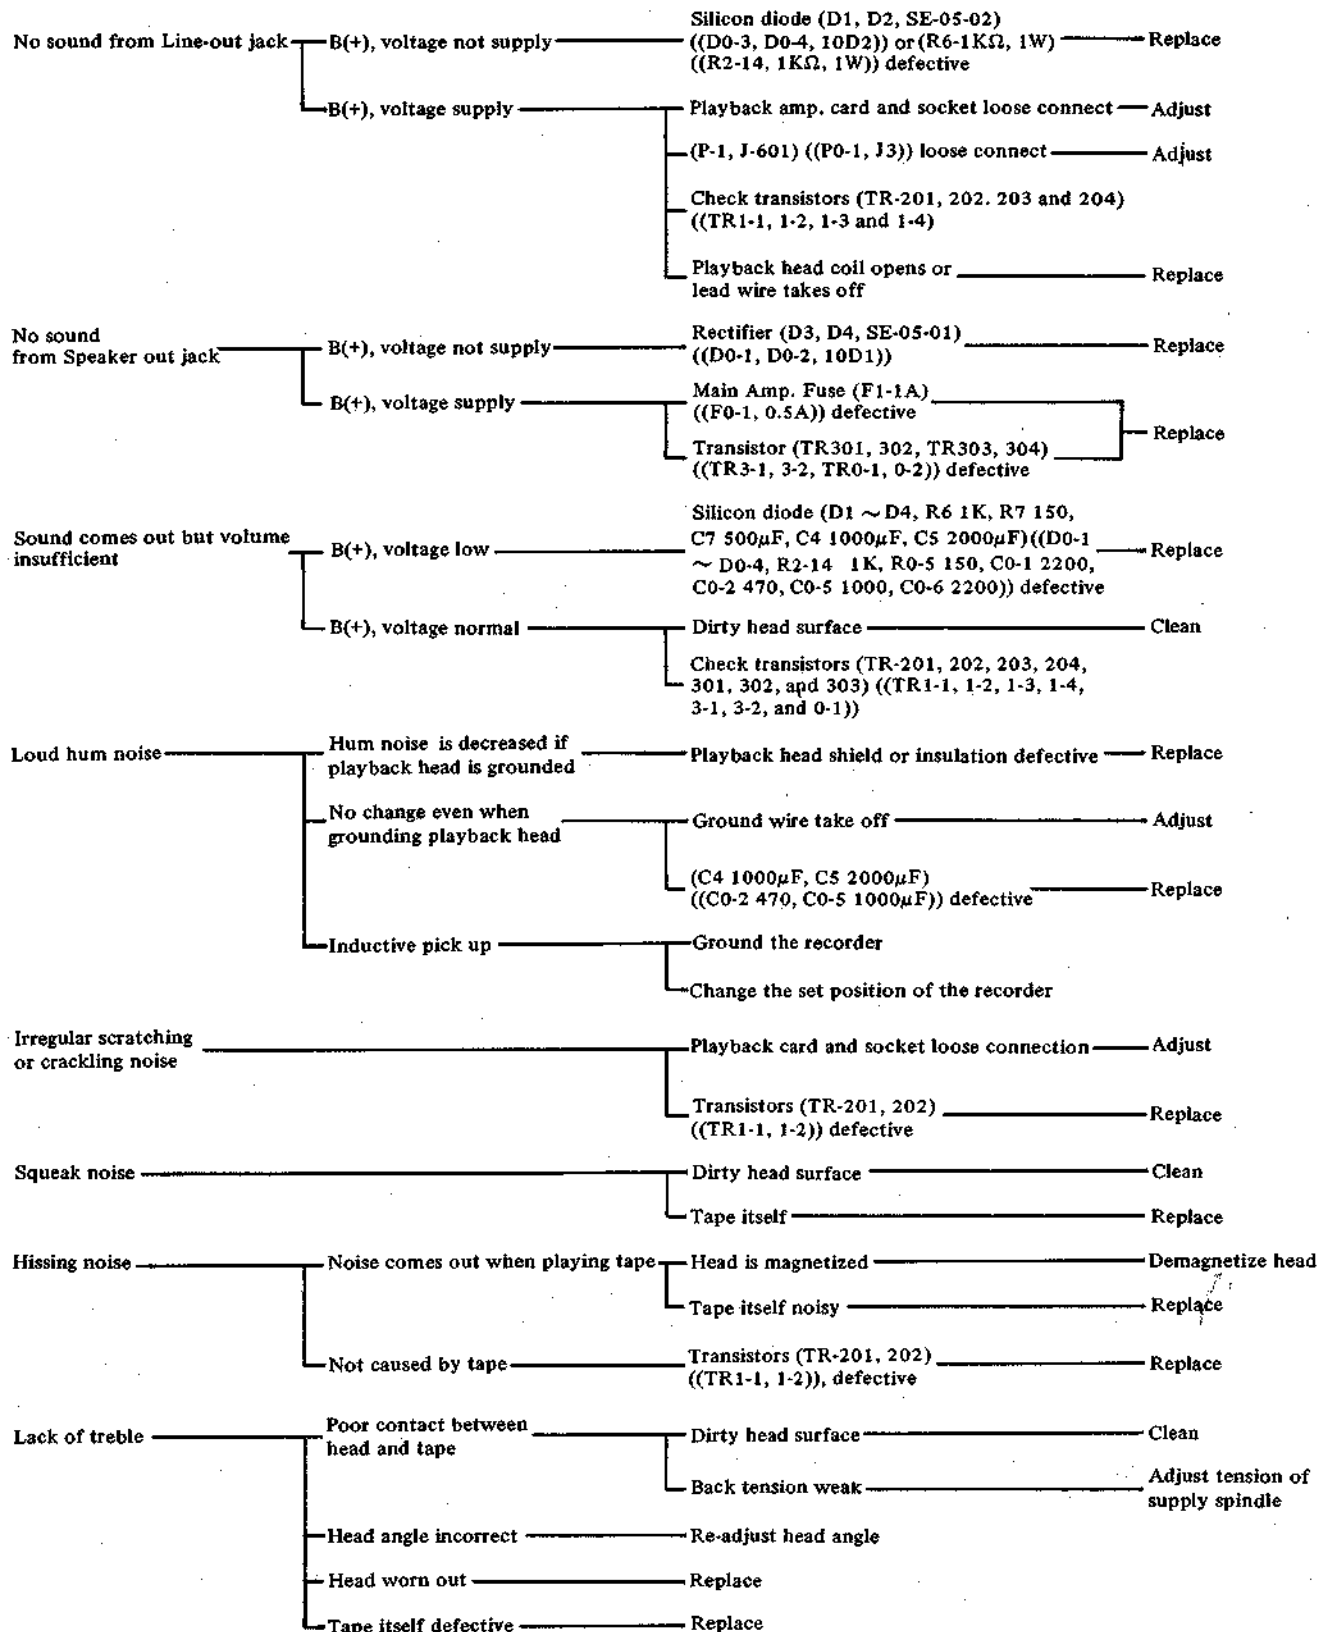 No sound from Line-out jack
B(+), voltage not supply
Silicon diode (D1, D2, SE-05-02)
((D0-3, D0-4, 10D2)) or (R6-1KΩ, 1W)
((R2-14, 1KΩ, 1W)) defective
Replace
B(+), voltage supply
Playback amp. card and socket loose connect
Adjust
(P-1, J-601) ((P0-1, J3)) loose connect
Adjust
Check transistors (TR-201, 202. 203 and 204)
((TR1-1, 1-2, 1-3 and 1-4)
Playback head coil opens or
lead wire takes off
Replace
No sound
from Speaker out jack
B(+), voltage not supply
Rectifier (D3, D4, SE-05-01)
((D0-1, D0-2, 10D1))
Replace
B(+), voltage supply
Main Amp. Fuse (F1-1A)
((F0-1, 0.5A)) defective
Transistor (TR301, 302, TR303, 304)
((TR3-1, 3-2, TR0-1, 0-2)) defective
Replace
Sound comes out but volume
insufficient
B(+), voltage low
Silicon diode (D1 ~ D4, R6 1K, R7 150,
C7 500μF, C4 1000μF, C5 2000μF)((D0-1
~ D0-4, R2-14 1K, R0-5 150, C0-1 2200,
C0-2 470, C0-5 1000, C0-6 2200)) defective
Replace
B(+), voltage normal
Dirty head surface
Clean
Check transistors (TR-201, 202, 203, 204,
301, 302, and 303) ((TR1-1, 1-2, 1-3, 1-4,
3-1, 3-2, and 0-1))
Loud hum noise
Hum noise is decreased if
playback head is grounded
Playback head shield or insulation defective
Replace
No change even when
grounding playback head
Ground wire take off
Adjust
(C4 1000μF, C5 2000μF)
((C0-2 470, C0-5 1000μF)) defective
Replace
Inductive pick up
Ground the recorder
Change the set position of the recorder
Irregular scratching
or crackling noise
Playback card and socket loose connection
Adjust
Transistors (TR-201, 202)
((TR1-1, 1-2)) defective
Replace
Squeak noise
Dirty head surface
Clean
Tape itself
Replace
Hissing noise
Noise comes out when playing tape
Head is magnetized
Demagnetize head
Tape itself noisy
Replace
Not caused by tape
Transistors (TR-201, 202)
((TR1-1, 1-2)), defective
Replace
Lack of treble
Poor contact between
head and tape
Dirty head surface
Clean
Back tension weak
Adjust tension of
supply spindle
Head angle incorrect
Re-adjust head angle
Head worn out
Replace
Tape itself defective
Replace